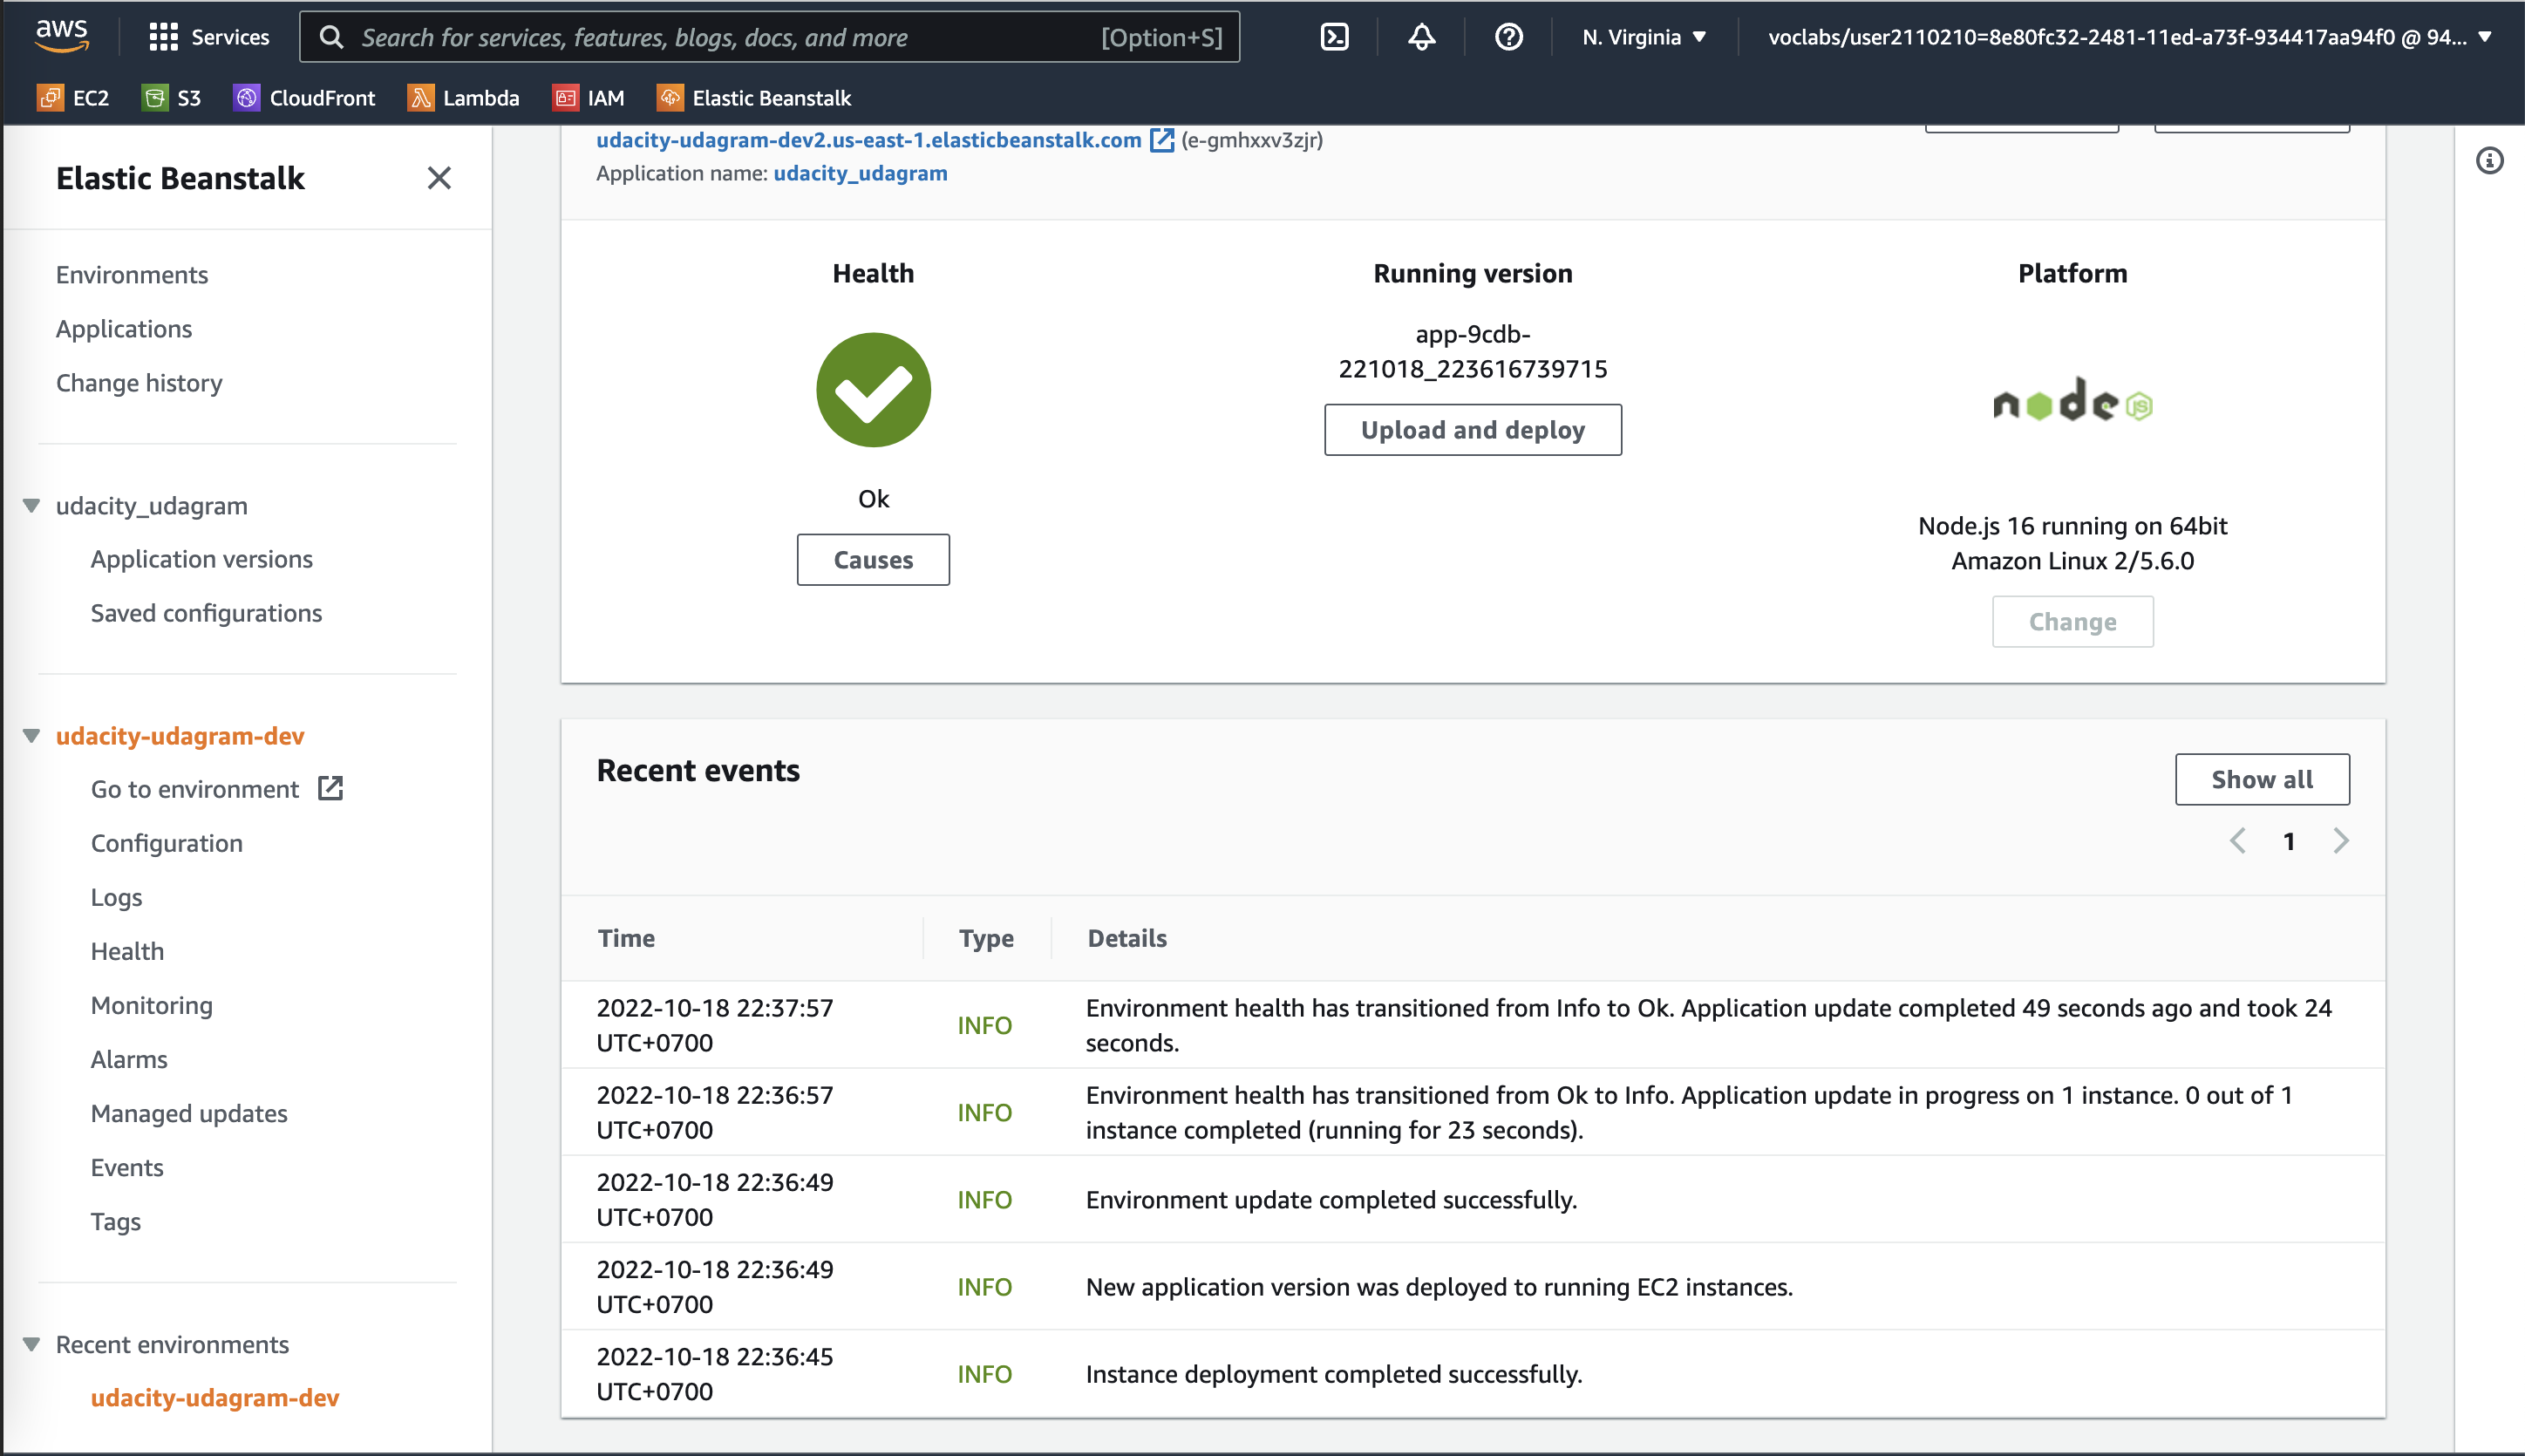 aws
Services
Search for services, features, blogs, docs, and more
[Option+S]
N. Virginia
voclabs/user2110210=8e80fc32-2481-11ed-a73f-934417aa94f0 @ 94...
EC2
S3
CloudFront
Lambda
IAM
Elastic Beanstalk
Elastic Beanstalk
Environments
Applications
Change history
udacity_udagram
Application versions
Saved configurations
udacity-udagram-dev
Go to environment
Configuration
Logs
Health
Monitoring
Alarms
Managed updates
Events
Tags
Recent environments
udacity-udagram-dev
udacity-udagram-dev2.us-east-1.elasticbeanstalk.com (e-gmhxxv3zjr)
Application name: udacity_udagram
Health
Ok
Causes
Running version
app-9cdb-
221018_223616739715
Upload and deploy
Platform
node JS
Node.js 16 running on 64bit
Amazon Linux 2/5.6.0
Change
Recent events
Show all
1
Time
Type
Details
2022-10-18 22:37:57
UTC+0700
INFO
Environment health has transitioned from Info to Ok. Application update completed 49 seconds ago and took 24
seconds.
2022-10-18 22:36:57
UTC+0700
INFO
Environment health has transitioned from Ok to Info. Application update in progress on 1 instance. 0 out of 1
instance completed (running for 23 seconds).
2022-10-18 22:36:49
UTC+0700
INFO
Environment update completed successfully.
2022-10-18 22:36:49
UTC+0700
INFO
New application version was deployed to running EC2 instances.
2022-10-18 22:36:45
UTC+0700
INFO
Instance deployment completed successfully.